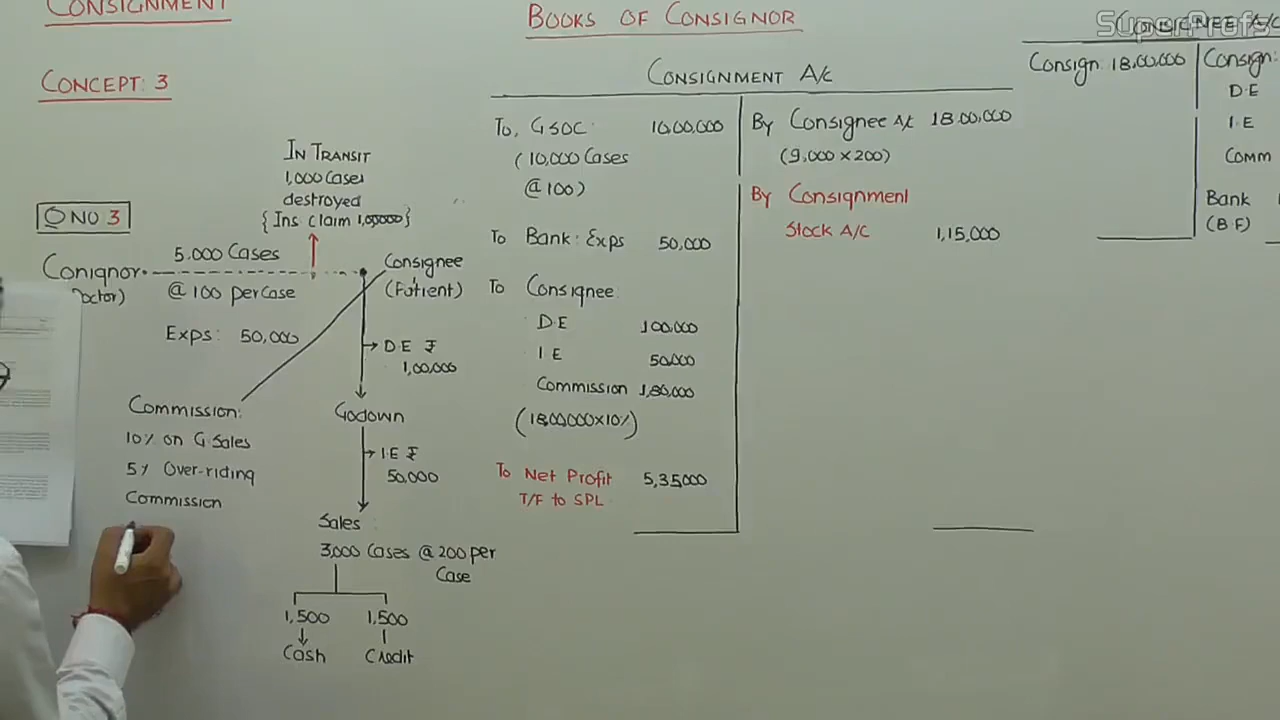 CONSIGNMENT
CONCEPT: 3
Q NO 3
IN TRANSIT
1,000 Cases
destroyed
{ Ins claim 1,00,000 }
5.000 Cases
Conignor
(Doctor)
@ 100 per Case
Exps: 50,000
Consignee
(Patient)
D.E ₹
1,00,000
Godown
I.E ₹
50,000
Sales
3,000 Cases @ 200 per
Case
1,500 1,500
Cash Credit
Commission:
10% on G Sales
5% Over-riding
Commission
BOOKS OF CONSIGNOR
CONSIGNMENT A/C
To, GSOC 10,00,000
(10,000 Cases
@ 100)
To Bank: Exps 50,000
To Consignee
D.E 1,00,000
I E 50,000
Commission 1,80,000
(18,00,000 x 10%)
To Net Profit 5,35,000
T/F to SPL
By Consignee A/c 18,00,000
(9,000 x 200)
By Consignment
Stock A/C 1,15,000
CONSIGNEE A/C
Consign 18,00,000
Consign:
D.E
I.E
Comm
Bank
(B.F)
SuperProfs